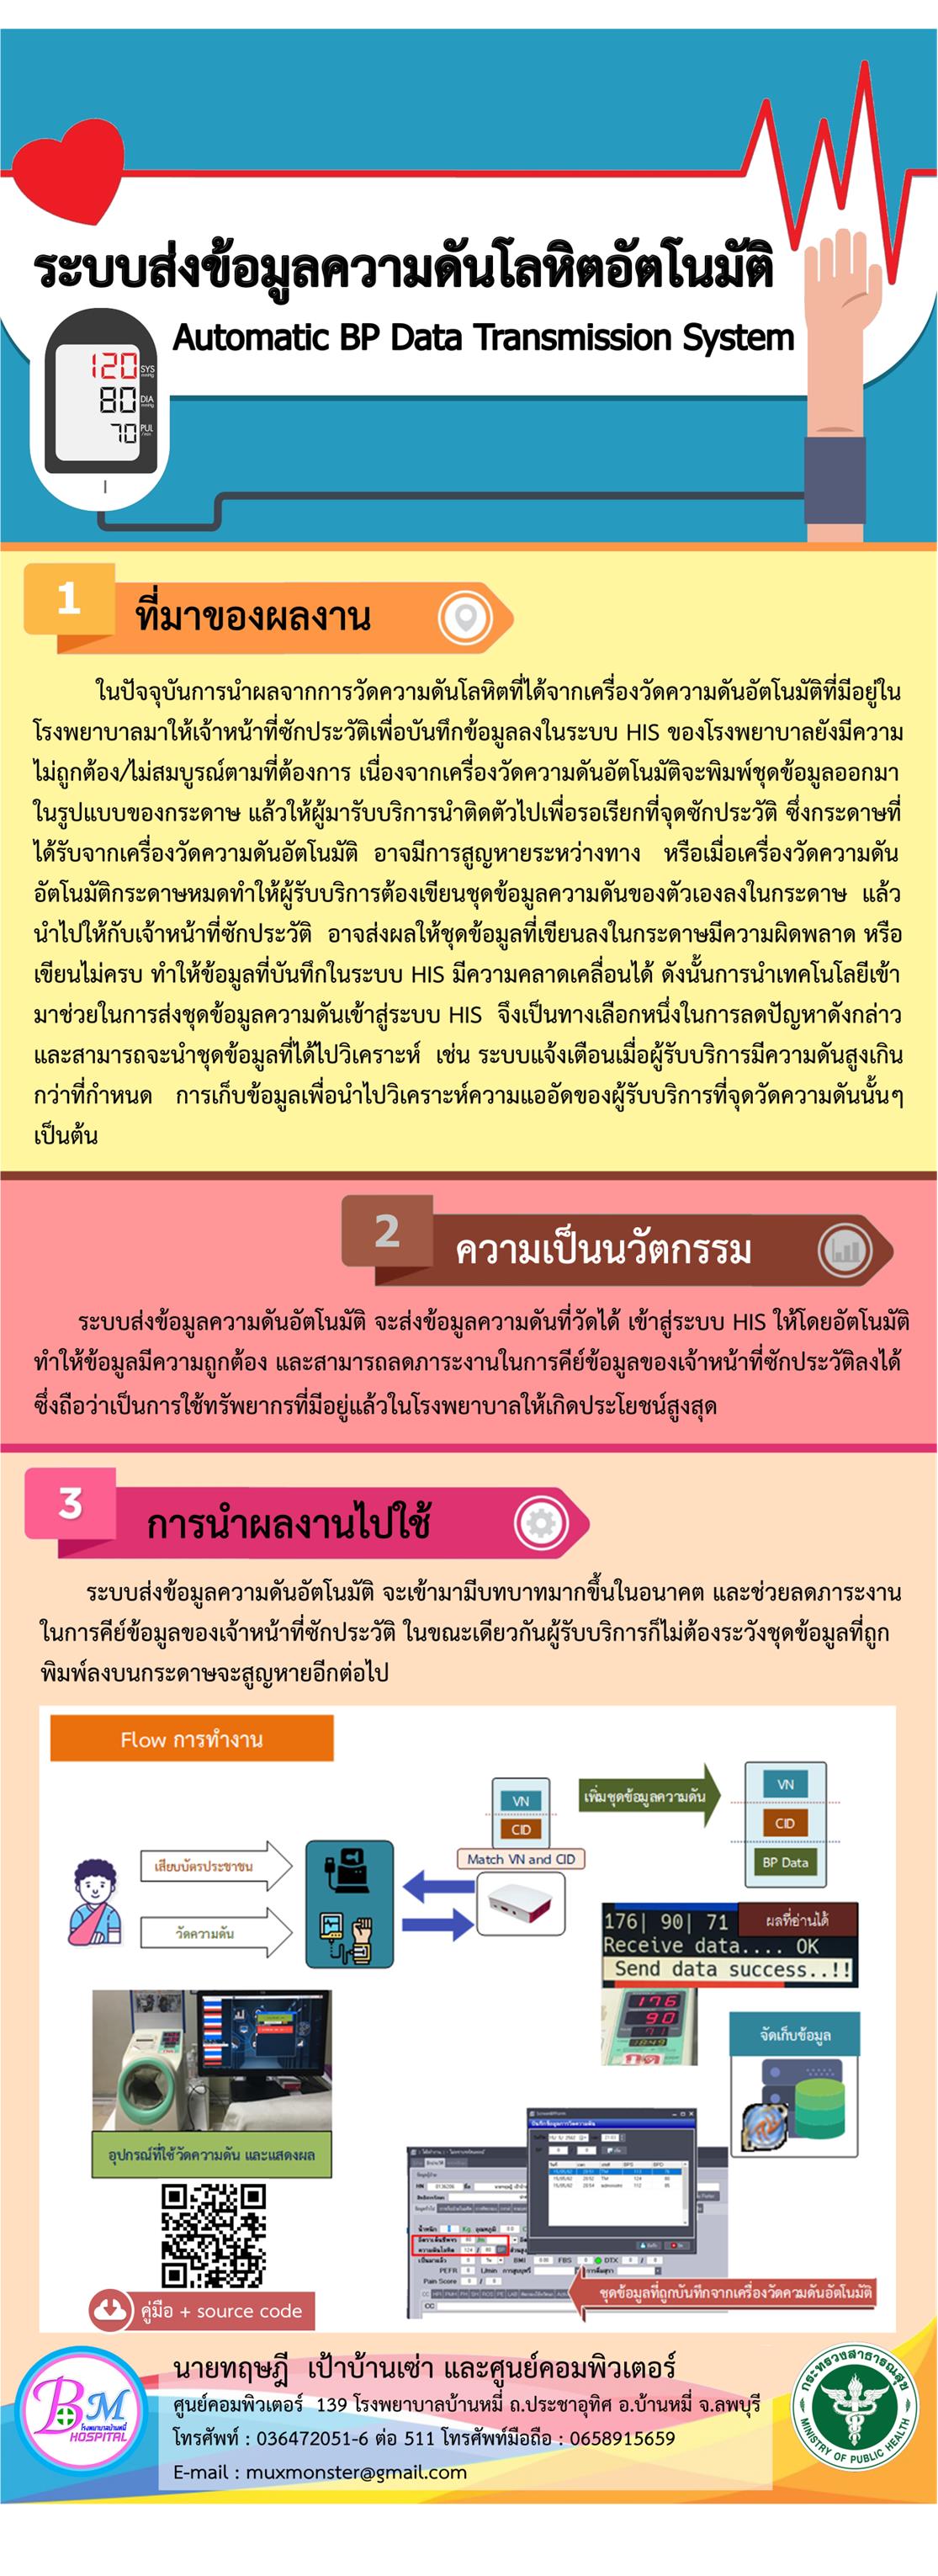 ระบบส่งข้อมูลความดันโลหิตอัตโนมัติ
Automatic BP Data Transmission System
120 SYS
80 DIA
70 PUL
1
ที่มาของผลงาน
ในปัจจุบันการนำผลจากการวัดความดันโลหิตที่ได้จากเครื่องวัดความดันอัตโนมัติที่มีอยู่ใน
โรงพยาบาลมาให้เจ้าหน้าที่ซักประวัติเพื่อบันทึกข้อมูลลงในระบบ HIS ของโรงพยาบาลยังมีความ
ไม่ถูกต้อง/ไม่สมบูรณ์ตามที่ต้องการ เนื่องจากเครื่องวัดความดันอัตโนมัติจะพิมพ์ชุดข้อมูลออกมา
ในรูปแบบของกระดาษ แล้วให้ผู้มารับบริการนำติดตัวไปเพื่อรอเรียกที่จุดซักประวัติ ซึ่งกระดาษที่
ได้รับจากเครื่องวัดความดันอัตโนมัติ อาจมีการสูญหายระหว่างทาง หรือเมื่อเครื่องวัดความดัน
อัตโนมัติกระดาษหมดทำให้ผู้รับบริการต้องเขียนชุดข้อมูลความดันของตัวเองลงในกระดาษ แล้ว
นำไปให้กับเจ้าหน้าที่ซักประวัติ อาจส่งผลให้ชุดข้อมูลที่เขียนลงในกระดาษมีความผิดพลาด หรือ
เขียนไม่ครบ ทำให้ข้อมูลที่บันทึกในระบบ HIS มีความคลาดเคลื่อนได้ ดังนั้นการนำเทคโนโลยีเข้า
มาช่วยในการส่งชุดข้อมูลความดันเข้าสู่ระบบ HIS จึงเป็นทางเลือกหนึ่งในการลดปัญหาดังกล่าว
และสามารถจะนำชุดข้อมูลที่ได้ไปวิเคราะห์ เช่น ระบบแจ้งเตือนเมื่อผู้รับบริการมีความดันสูงเกิน
กว่าที่กำหนด การเก็บข้อมูลเพื่อนำไปวิเคราะห์ความแออัดของผู้รับบริการที่จุดวัดความดันนั้นๆ
เป็นต้น
2
ความเป็นนวัตกรรม
ระบบส่งข้อมูลความดันอัตโนมัติ จะส่งข้อมูลความดันที่วัดได้ เข้าสู่ระบบ HIS ให้โดยอัตโนมัติ
ทำให้ข้อมูลมีความถูกต้อง และสามารถลดภาระงานในการคีย์ข้อมูลของเจ้าหน้าที่ซักประวัติลงได้
ซึ่งถือว่าเป็นการใช้ทรัพยากรที่มีอยู่แล้วในโรงพยาบาลให้เกิดประโยชน์สูงสุด
3
การนำผลงานไปใช้
ระบบส่งข้อมูลความดันอัตโนมัติ จะเข้ามามีบทบาทมากขึ้นในอนาคต และช่วยลดภาระงาน
ในการคีย์ข้อมูลของเจ้าหน้าที่ซักประวัติ ในขณะเดียวกันผู้รับบริการก็ไม่ต้องระวังชุดข้อมูลที่ถูก
พิมพ์ลงบนกระดาษจะสูญหายอีกต่อไป
Flow การทำงาน
เสียบบัตรประชาชน
วัดความดัน
VN
CID
Match VN and CID
เพิ่มชุดข้อมูลความดัน
VN
CID
BP Data
176| 90| 71
ผลที่อ่านได้
Receive data.... OK
Send data success..!!
176
90
71
จัดเก็บข้อมูล
อุปกรณ์ที่ใช้วัดความดัน และแสดงผล
ชุดข้อมูลที่ถูกบันทึกจากเครื่องวัดความดันอัตโนมัติ
คู่มือ + source code
นายทฤษฎี เป้าบ้านเซ่า และศูนย์คอมพิวเตอร์
ศูนย์คอมพิวเตอร์ 139 โรงพยาบาลบ้านหมี่ ถ.ประชาอุทิศ อ.บ้านหมี่ จ.ลพบุรี
โทรศัพท์ : 036472051-6 ต่อ 511 โทรศัพท์มือถือ : 0658915659
E-mail : muxmonster@gmail.com
BM
โรงพยาบาลบ้านหมี่
HOSPITAL
กระทรวงสาธารณสุข
MINISTRY OF PUBLIC HEALTH